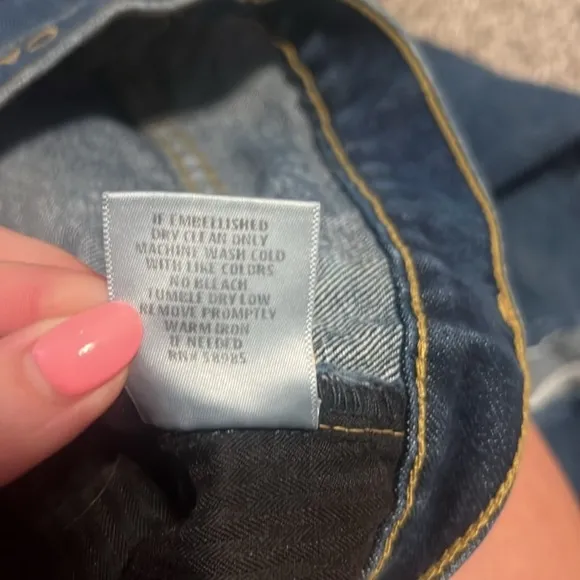 CA
IF EMBELLISHED
DRY CLEAN ONLY
MACHINE WASH COLD
WITH LIKE COLORS
NO BLEACH
TUMBLE DRY LOW
REMOVE PROMPTLY
WARM IRON
IF NEEDED
RN# 58985